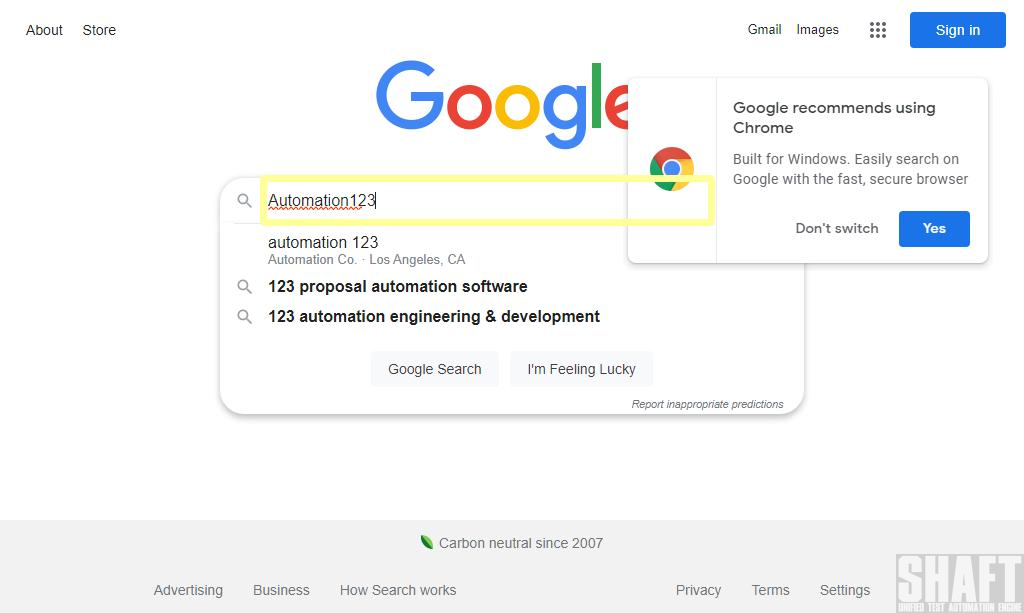 About Store
Gmail Images
Sign in
Google
Google recommends using
Chrome
Built for Windows. Easily search on
Google with the fast, secure browser
Don't switch
Yes
Automation123
automation 123
Automation Co. · Los Angeles, CA
123 proposal automation software
123 automation engineering & development
Google Search
I'm Feeling Lucky
Report inappropriate predictions
Carbon neutral since 2007
Advertising Business How Search works
Privacy Terms Settings
SHAFT
UNIFIED TEST AUTOMATION ENGINE